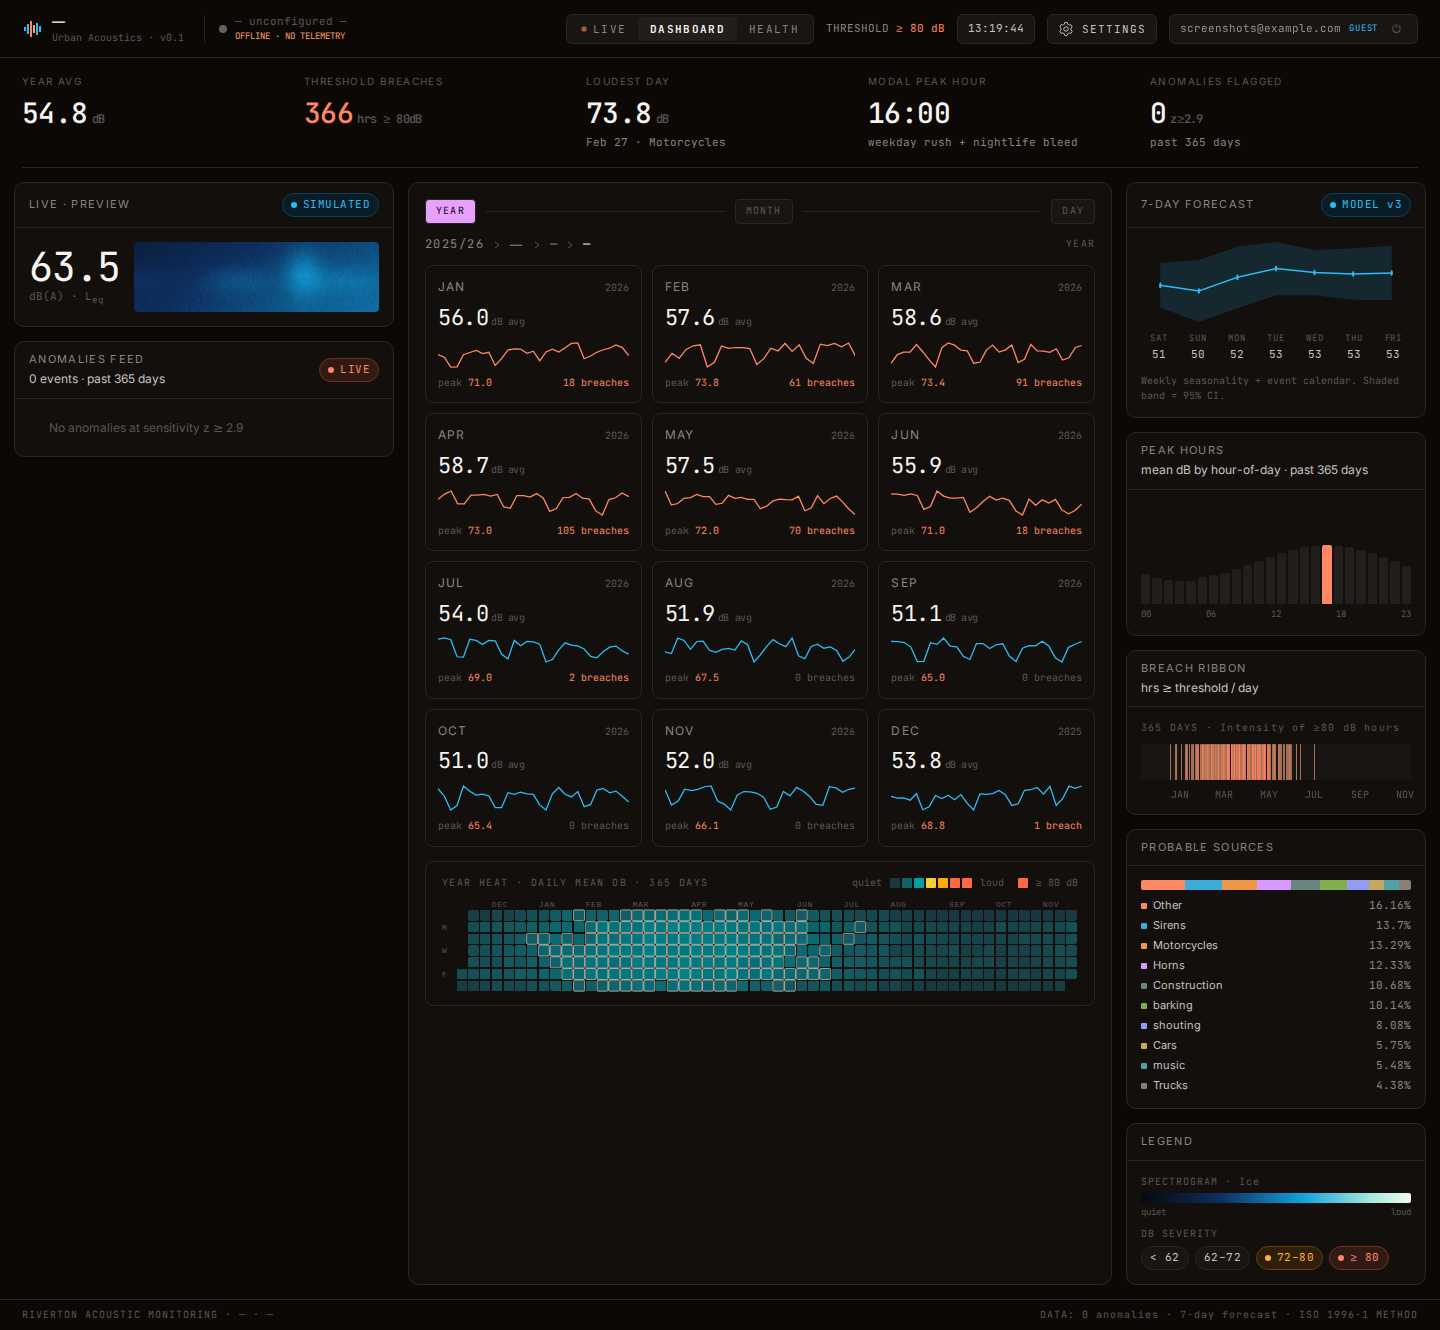 —
Urban Acoustics · v0.1
— unconfigured —
OFFLINE · NO TELEMETRY
LIVE
DASHBOARD
HEALTH
THRESHOLD ≥ 80 dB
13:19:44
SETTINGS
screenshots@example.com GUEST
YEAR AVG
54.8 dB
THRESHOLD BREACHES
366 hrs ≥ 80dB
LOUDEST DAY
73.8 dB
Feb 27 · Motorcycles
MODAL PEAK HOUR
16:00
weekday rush + nightlife bleed
ANOMALIES FLAGGED
0 z≥2.9
past 365 days
LIVE · PREVIEW
SIMULATED
63.5
dB(A) · Leq
ANOMALIES FEED
0 events · past 365 days
LIVE
No anomalies at sensitivity z ≥ 2.9
YEAR
MONTH
DAY
2025/26 > — > — > —
YEAR
JAN 2026
56.0 dB avg
peak 71.0 18 breaches
FEB 2026
57.6 dB avg
peak 73.8 61 breaches
MAR 2026
58.6 dB avg
peak 73.4 91 breaches
APR 2026
58.7 dB avg
peak 73.0 105 breaches
MAY 2026
57.5 dB avg
peak 72.0 70 breaches
JUN 2026
55.9 dB avg
peak 71.0 18 breaches
JUL 2026
54.0 dB avg
peak 69.0 2 breaches
AUG 2026
51.9 dB avg
peak 67.5 0 breaches
SEP 2026
51.1 dB avg
peak 65.0 0 breaches
OCT 2026
51.0 dB avg
peak 65.4 0 breaches
NOV 2026
52.0 dB avg
peak 66.1 0 breaches
DEC 2025
53.8 dB avg
peak 68.8 1 breach
YEAR HEAT · DAILY MEAN DB · 365 DAYS
quiet loud ≥ 80 dB
DEC JAN FEB MAR APR MAY JUN JUL AUG SEP OCT NOV
M
W
F
7-DAY FORECAST
MODEL v3
SAT SUN MON TUE WED THU FRI
51 50 52 53 53 53 53
Weekly seasonality + event calendar. Shaded
band = 95% CI.
PEAK HOURS
mean dB by hour-of-day · past 365 days
00 06 12 18 23
BREACH RIBBON
hrs ≥ threshold / day
365 DAYS · Intensity of ≥80 dB hours
JAN MAR MAY JUL SEP NOV
PROBABLE SOURCES
Other 16.16%
Sirens 13.7%
Motorcycles 13.29%
Horns 12.33%
Construction 10.68%
barking 10.14%
shouting 8.08%
Cars 5.75%
music 5.48%
Trucks 4.38%
LEGEND
SPECTROGRAM · Ice
quiet loud
DB SEVERITY
< 62
62–72
72–80
≥ 80
RIVERTON ACOUSTIC MONITORING · — · —
DATA: 0 anomalies · 7-day forecast · ISO 1996-1 METHOD